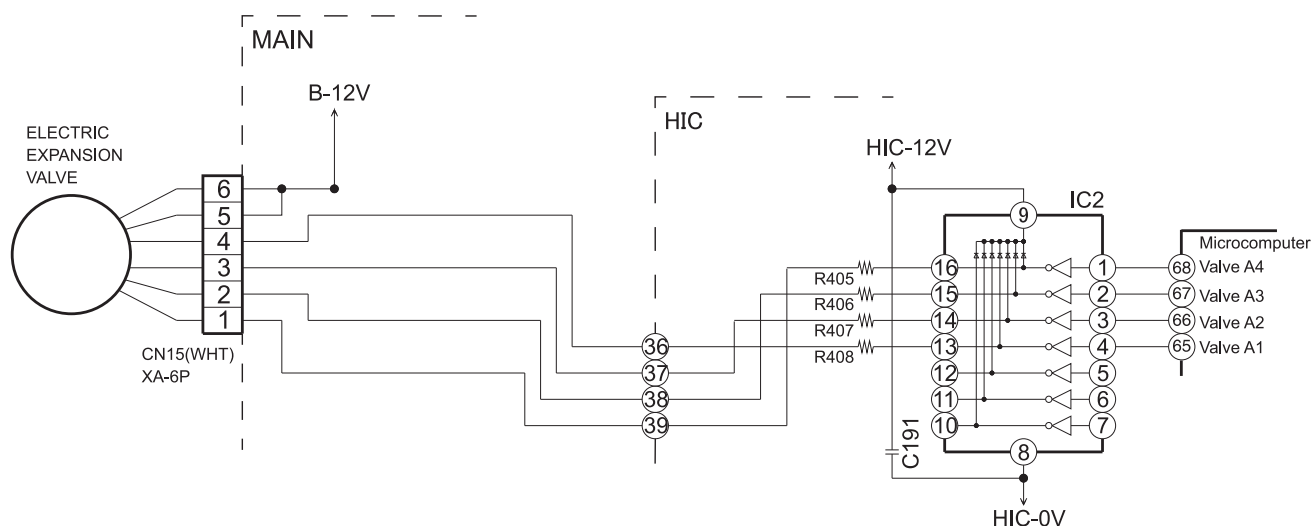 MAIN
B-12V
ELECTRIC
EXPANSION
VALVE
6
5
4
3
2
1
CN15(WHT)
XA-6P
HIC
HIC-12V
36
37
38
39
R405
R406
R407
R408
C191
IC2
9
16
15
14
13
12
11
10
1
2
3
4
5
6
7
8
HIC-0V
Microcomputer
68 Valve A4
67 Valve A3
66 Valve A2
65 Valve A1